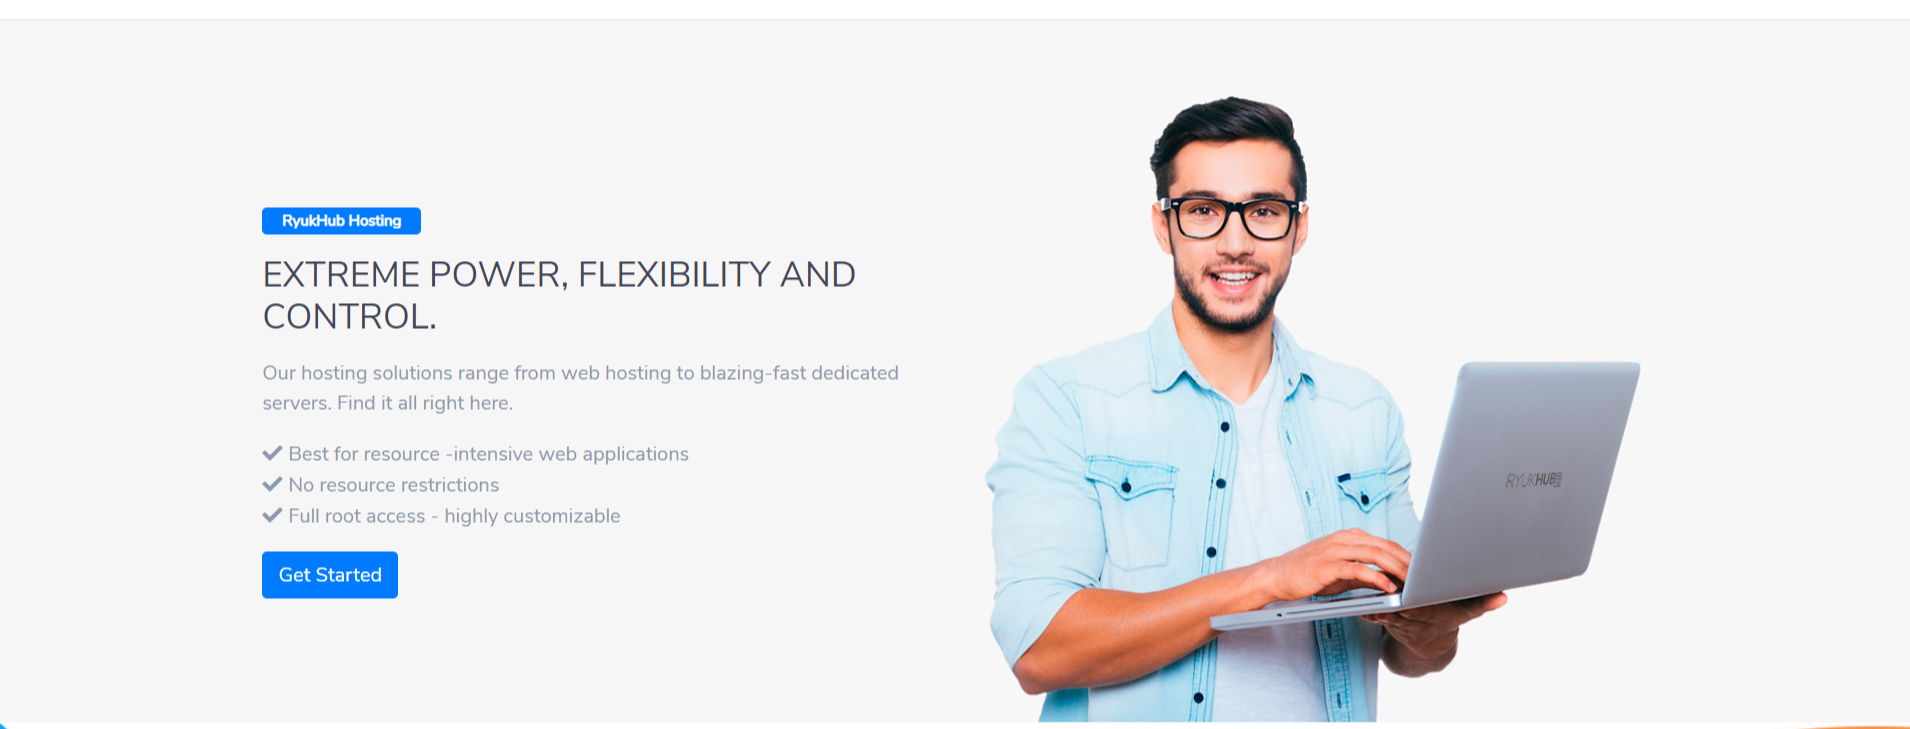 RyukHub Hosting
EXTREME POWER, FLEXIBILITY AND
CONTROL.
Our hosting solutions range from web hosting to blazing-fast dedicated
servers. Find it all right here.
Best for resource -intensive web applications
No resource restrictions
Full root access - highly customizable
Get Started
RYUKHUB